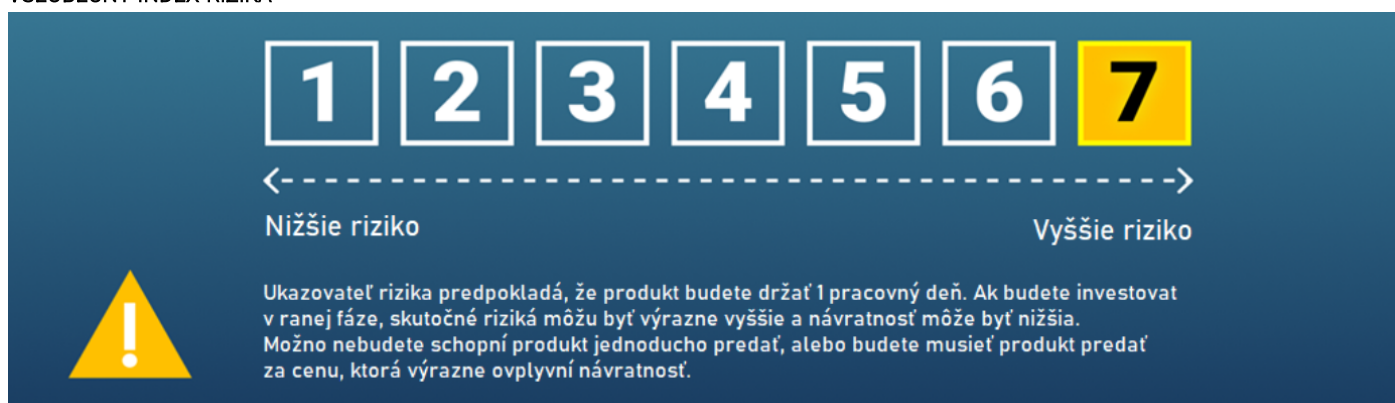 1 2 3 4 5 6 7
Nižšie riziko
Vyššie riziko
Ukazovateľ rizika predpokladá, že produkt budete držať 1 pracovný deň. Ak budete investovat
v ranej fáze, skutočné riziká môžu byť výrazne vyššie a návratnosť môže byť nižšia.
Možno nebudete schopní produkt jednoducho predať, alebo budete musieť produkt predať
za cenu, ktorá výrazne ovplyvní návratnosť.